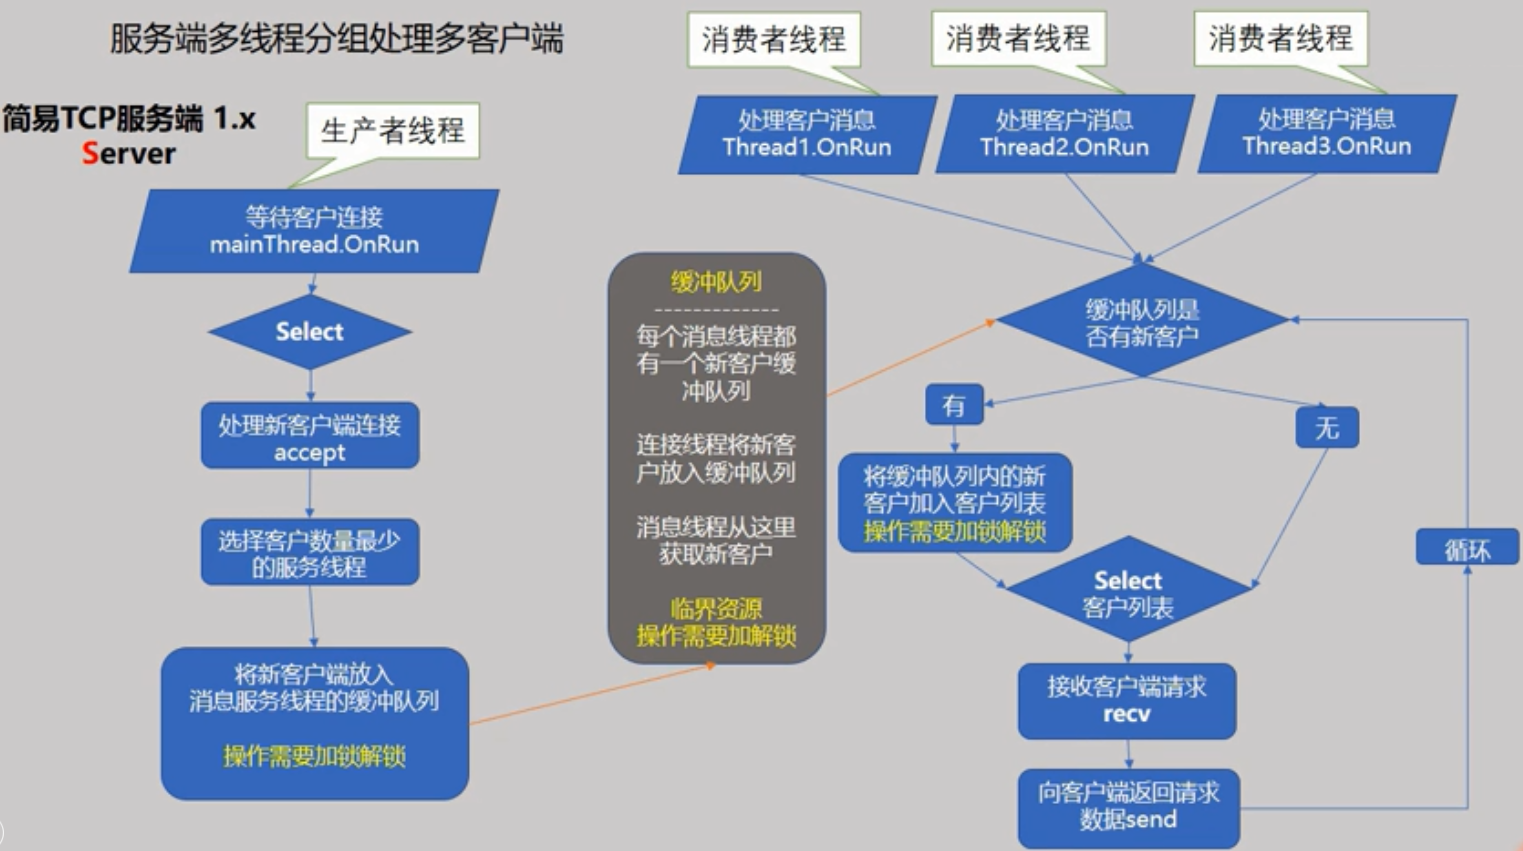 服务端多线程分组处理多客户端
简易TCP服务端 1.x
Server
生产者线程
等待客户连接
mainThread.OnRun
Select
处理新客户端连接
accept
选择客户数量最少
的服务线程
将新客户端放入
消息服务线程的缓冲队列
操作需要加锁解锁
缓冲队列
-------------
每个消息线程都
有一个新客户缓
冲队列
连接线程将新客
户放入缓冲队列
消息线程从这里
获取新客户
临界资源
操作需要加解锁
消费者线程
消费者线程
消费者线程
处理客户消息
Thread1.OnRun
处理客户消息
Thread2.OnRun
处理客户消息
Thread3.OnRun
缓冲队列是
否有新客户
有
无
将缓冲队列内的新
客户加入客户列表
操作需要加锁解锁
Select
客户列表
循环
接收客户端请求
recv
向客户端返回请求
数据send